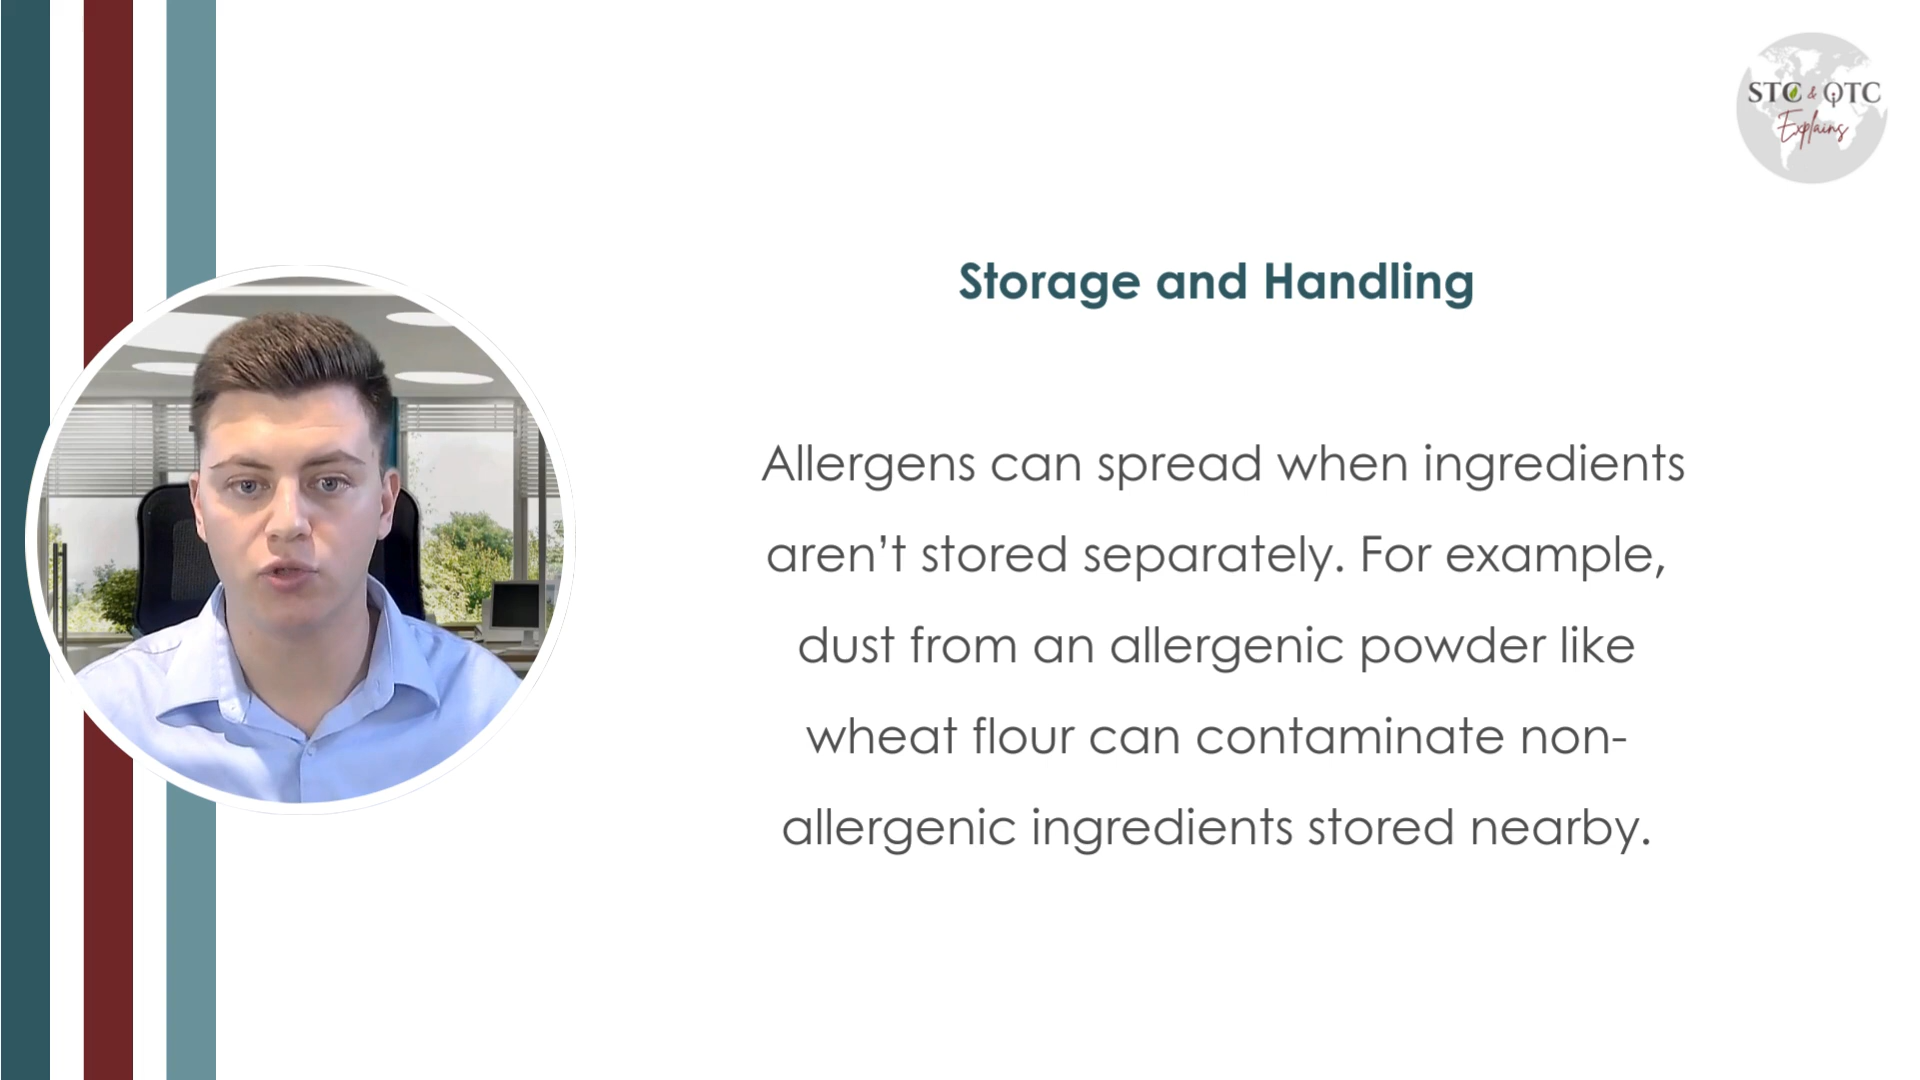 STC & QTC
Explains
Storage and Handling
Allergens can spread when ingredients
aren’t stored separately. For example,
dust from an allergenic powder like
wheat flour can contaminate non-
allergenic ingredients stored nearby.